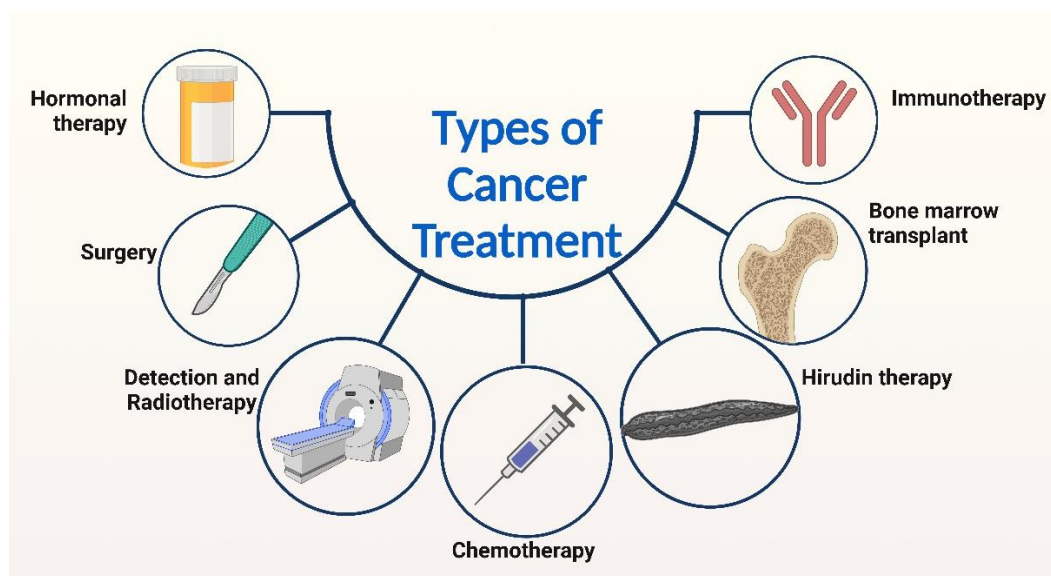 Types of
Cancer
Treatment
Hormonal
therapy
Surgery
Detection and
Radiotherapy
Chemotherapy
Hirudin therapy
Bone marrow
transplant
Immunotherapy